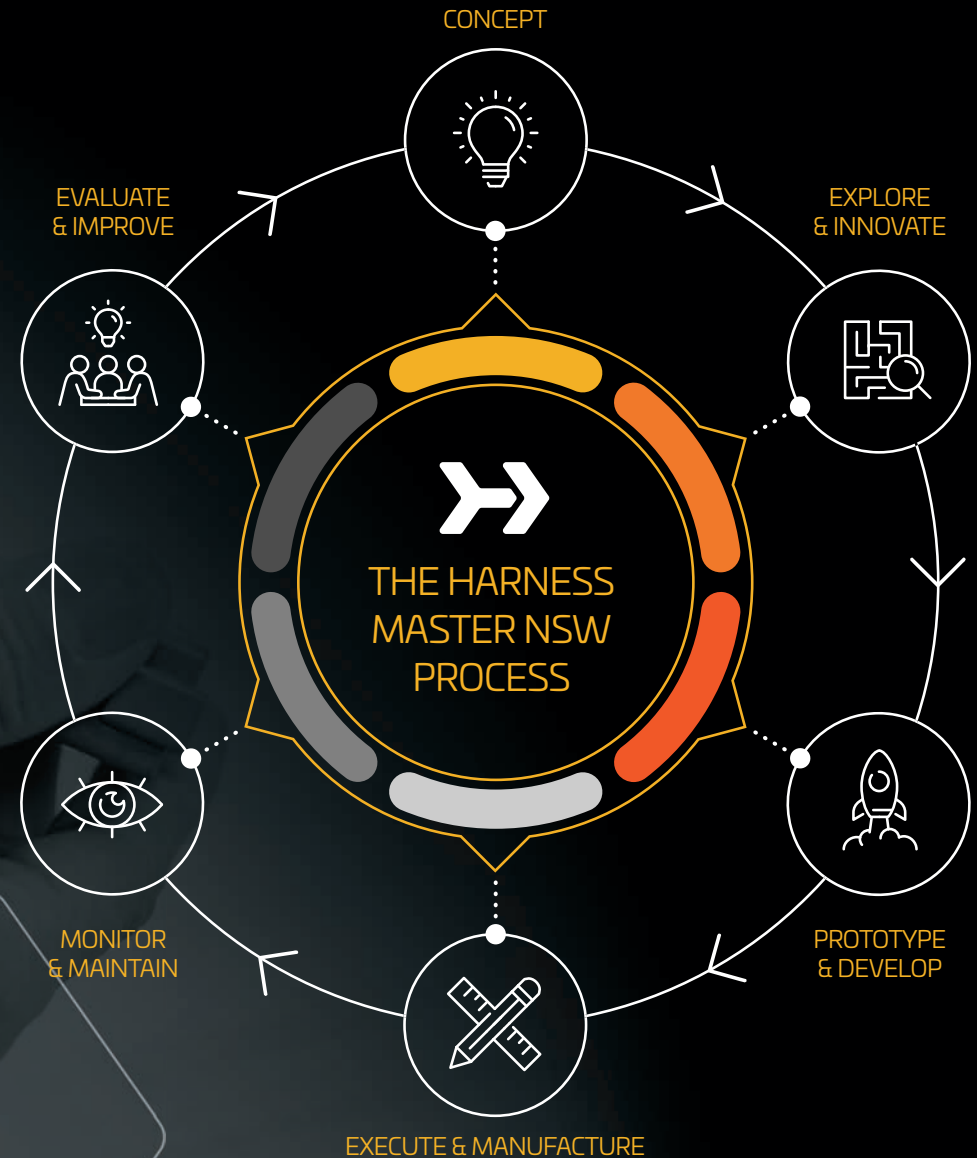 CONCEPT
EXPLORE
& INNOVATE
PROTOTYPE
& DEVELOP
EXECUTE & MANUFACTURE
MONITOR
& MAINTAIN
EVALUATE
& IMPROVE
THE HARNESS
MASTER NSW
PROCESS